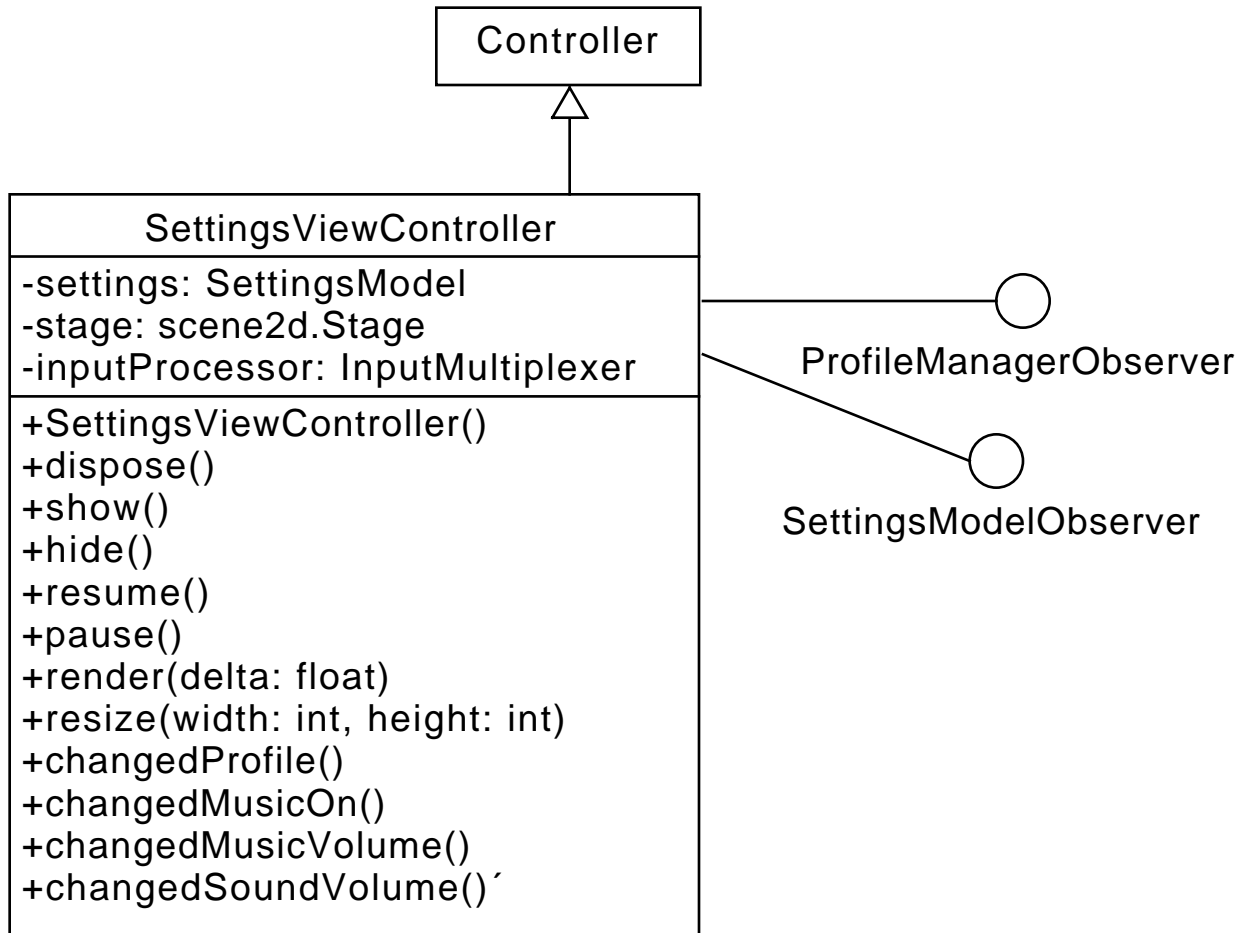 Controller
SettingsViewController
-settings: SettingsModel
-stage: scene2d.Stage
-inputProcessor: InputMultiplexer
+SettingsViewController()
+dispose()
+show()
+hide()
+resume()
+pause()
+render(delta: float)
+resize(width: int, height: int)
+changedProfile()
+changedMusicOn()
+changedMusicVolume()
+changedSoundVolume()´
ProfileManagerObserver
SettingsModelObserver